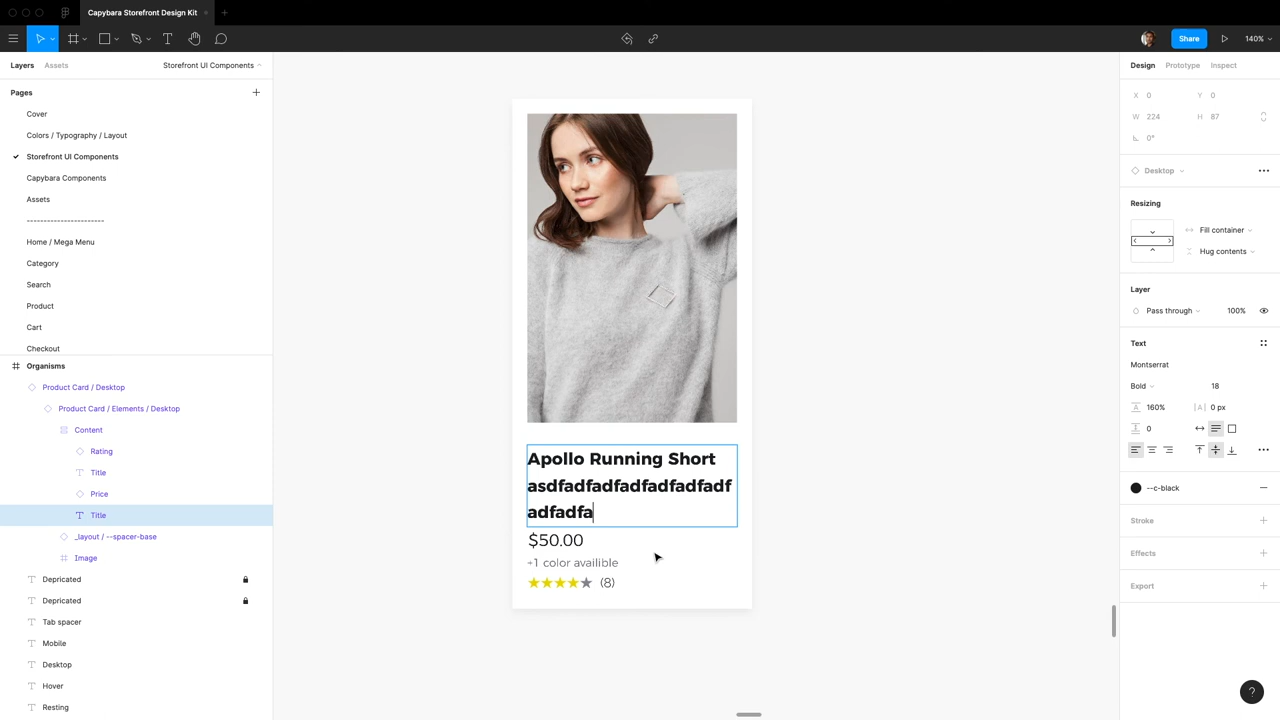 Capybara Storefront Design Kit
Share
140%
Layers
Assets
Storefront UI Components
Pages
Cover
Colors / Typography / Layout
Storefront UI Components
Capybara Components
Assets
-----------------------
Home / Mega Menu
Category
Search
Product
Cart
Checkout
Organisms
Product Card / Desktop
Product Card / Elements / Desktop
Content
Rating
Title
Price
Title
_layout / --spacer-base
Image
Depricated
Depricated
Tab spacer
Mobile
Desktop
Hover
Resting
Apollo Running Short
asdfadfadfadfadfadfadf
adfadfa
$50.00
+1 color availible
(8)
Design
Prototype
Inspect
X 0
Y 0
W 224
H 87
0°
Desktop
Resizing
Fill container
Hug contents
Layer
Pass through
100%
Text
Montserrat
Bold
18
160%
|A| 0 px
0
--c-black
Stroke
Effects
Export
?